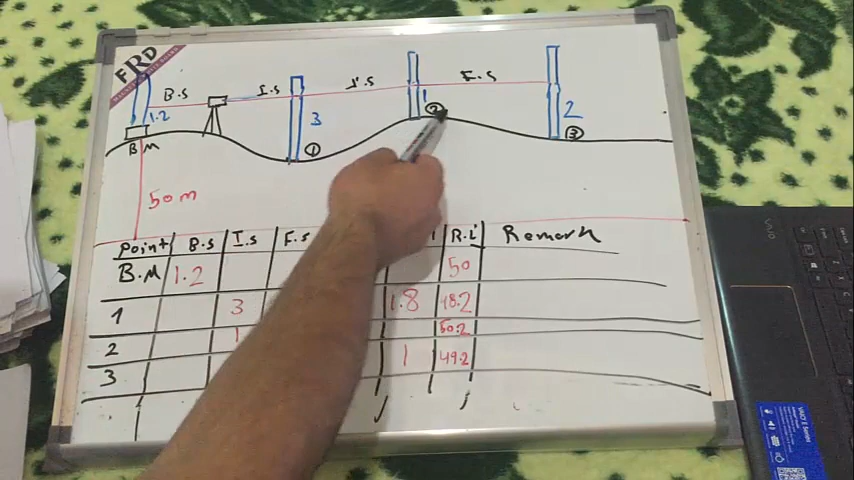 FRD
B.S I.S I.S F.S
1.2 3 1 2
B M 1 2 3
50 m
Point B.S I.S F.S R.L Remark
B.M 1.2 50
1 3 1.8 48.2
50.2
2 1
3 1 49.2